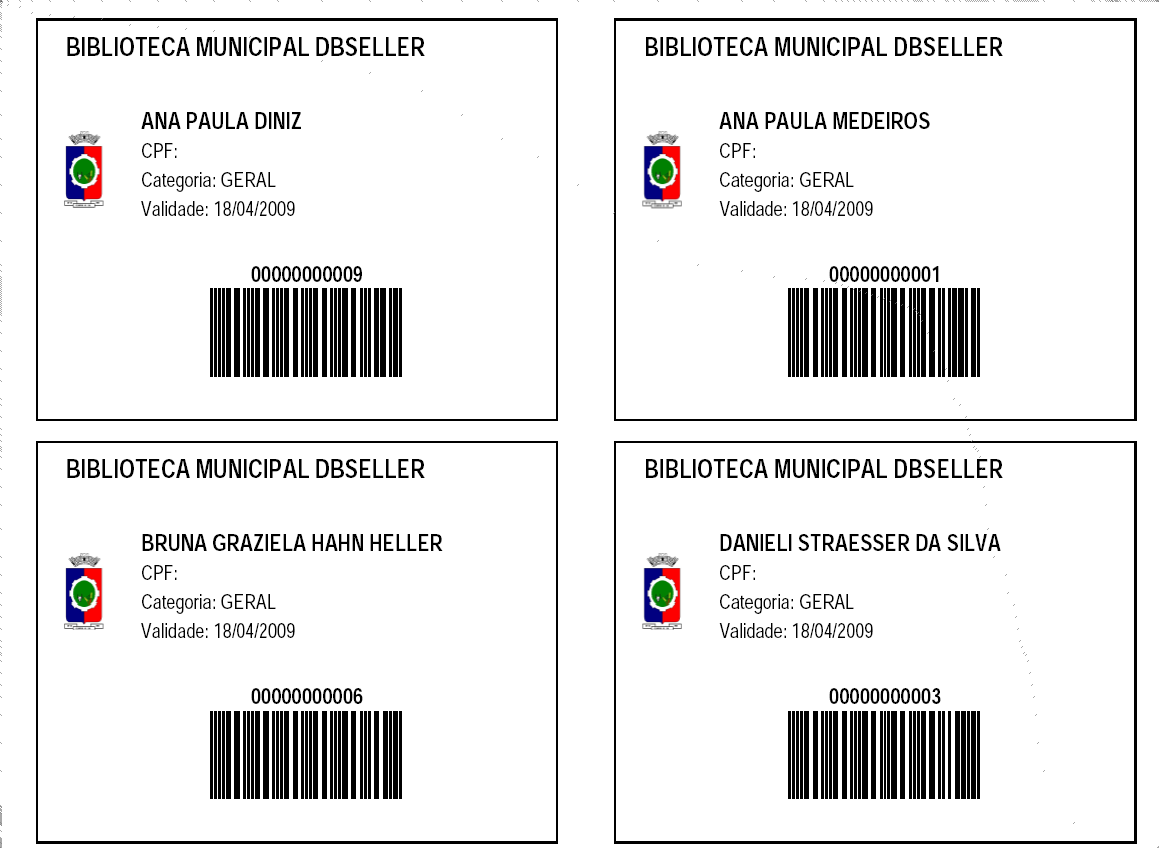 BIBLIOTECA MUNICIPAL DBSELLER
ANA PAULA DINIZ
CPF:
Categoria: GERAL
Validade: 18/04/2009
00000000009
BIBLIOTECA MUNICIPAL DBSELLER
ANA PAULA MEDEIROS
CPF:
Categoria: GERAL
Validade: 18/04/2009
00000000001
BIBLIOTECA MUNICIPAL DBSELLER
BRUNA GRAZIELA HAHN HELLER
CPF:
Categoria: GERAL
Validade: 18/04/2009
00000000006
BIBLIOTECA MUNICIPAL DBSELLER
DANIELI STRAESSER DA SILVA
CPF:
Categoria: GERAL
Validade: 18/04/2009
00000000003